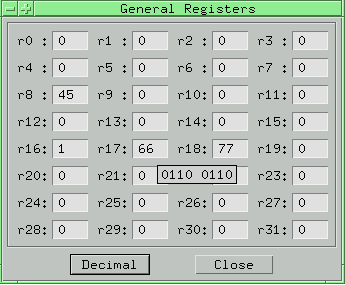 General Registers
r0 : 0 r1 : 0 r2 : 0 r3 : 0
r4 : 0 r5 : 0 r6 : 0 r7 : 0
r8 : 45 r9 : 0 r10: 0 r11: 0
r12: 0 r13: 0 r14: 0 r15: 0
r16: 1 r17: 66 r18: 77 r19: 0
r20: 0 r21: 0 0110 0110 r23: 0
r24: 0 r25: 0 r26: 0 r27: 0
r28: 0 r29: 0 r30: 0 r31: 0
Decimal Close